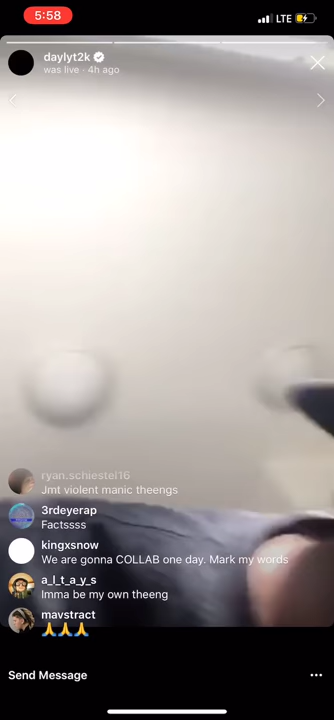 5:58
LTE
daylyt2k
was live · 4h ago
ryan.schiestel16
Jmt violent manic theengs
3rdeyerap
Factssss
kingxsnow
We are gonna COLLAB one day. Mark my words
a_l_t_a_y_s
Imma be my own theeng
mavstract
🙏🙏🙏
Send Message